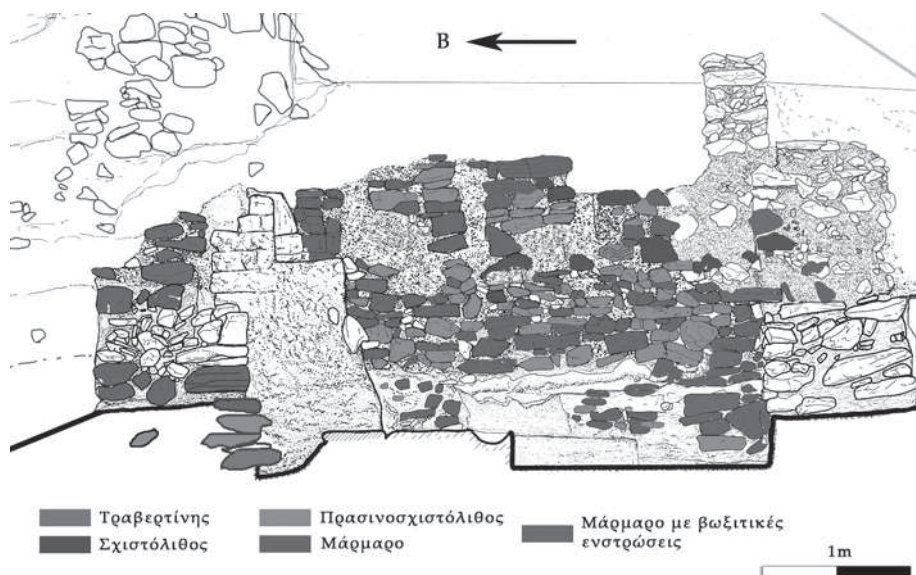 Β
Τραβερτίνης
Πρασινοσχιστόλιθος
Μάρμαρο με βωξιτικές
ενστρώσεις
Σχιστόλιθος
Μάρμαρο
1m